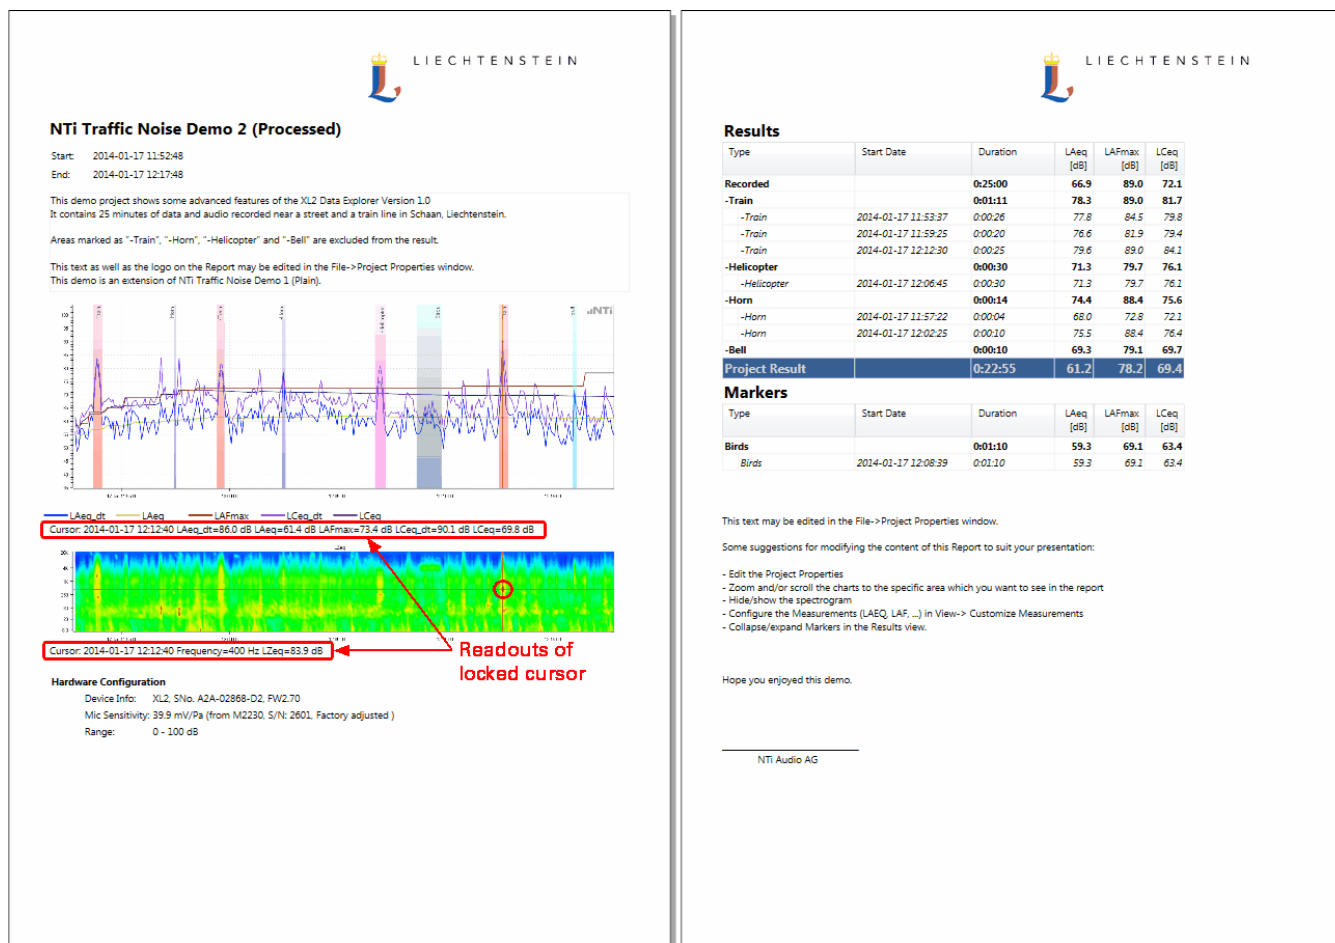 LIECHTENSTEIN
NTi Traffic Noise Demo 2 (Processed)
Start: 2014-01-17 11:52:48
End: 2014-01-17 12:17:48
This demo project shows some advanced features of the XL2 Data Explorer Version 1.0
It contains 25 minutes of data and audio recorded near a street and a train line in Schaan, Liechtenstein.
Areas marked as "-Train", "-Horn", "-Helicopter" and "-Bell" are excluded from the result.
This text as well as the logo on the Report may be edited in the File->Project Properties window.
This demo is an extension of NTi Traffic Noise Demo 1 (Plain).
NTi
LAeq_dt LAeq LAFmax LCeq_dt LCeq
Cursor: 2014-01-17 12:12:40 LAeq_dt=86.0 dB LAeq=61.4 dB LAFmax=73.4 dB LCeq_dt=90.1 dB LCeq=69.8 dB
Cursor: 2014-01-17 12:12:40 Frequency=400 Hz LZeq=83.9 dB
Readouts of
locked cursor
Hardware Configuration
Device Info: XL2, SNo. A2A-02868-D2, FW2.70
Mic Sensitivity: 39.9 mV/Pa (from M2230, S/N: 2601, Factory adjusted )
Range: 0 - 100 dB
LIECHTENSTEIN
Results
Type Start Date Duration LAeq [dB] LAFmax [dB] LCeq [dB]
Recorded 0:25:00 66.9 89.0 72.1
-Train 0:01:11 78.3 89.0 81.7
-Train 2014-01-17 11:53:37 0:00:26 77.8 84.5 79.8
-Train 2014-01-17 11:59:25 0:00:20 76.6 81.9 79.4
-Train 2014-01-17 12:12:30 0:00:25 79.6 89.0 84.1
-Helicopter 0:00:30 71.3 79.7 76.1
-Helicopter 2014-01-17 12:06:45 0:00:30 71.3 79.7 76.1
-Horn 0:00:14 74.4 88.4 75.6
-Horn 2014-01-17 11:57:22 0:00:04 68.0 72.8 72.1
-Horn 2014-01-17 12:02:25 0:00:10 75.5 88.4 76.4
-Bell 0:00:10 69.3 79.1 69.7
Project Result 0:22:55 61.2 78.2 69.4
Markers
Type Start Date Duration LAeq [dB] LAFmax [dB] LCeq [dB]
Birds 0:01:10 59.3 69.1 63.4
Birds 2014-01-17 12:08:39 0:01:10 59.3 69.1 63.4
This text may be edited in the File->Project Properties window.
Some suggestions for modifying the content of this Report to suit your presentation:
- Edit the Project Properties
- Zoom and/or scroll the charts to the specific area which you want to see in the report
- Hide/show the spectrogram
- Configure the Measurements (LAEQ, LAF, ...) in View-> Customize Measurements
- Collapse/expand Markers in the Results view.
Hope you enjoyed this demo.
NTi Audio AG